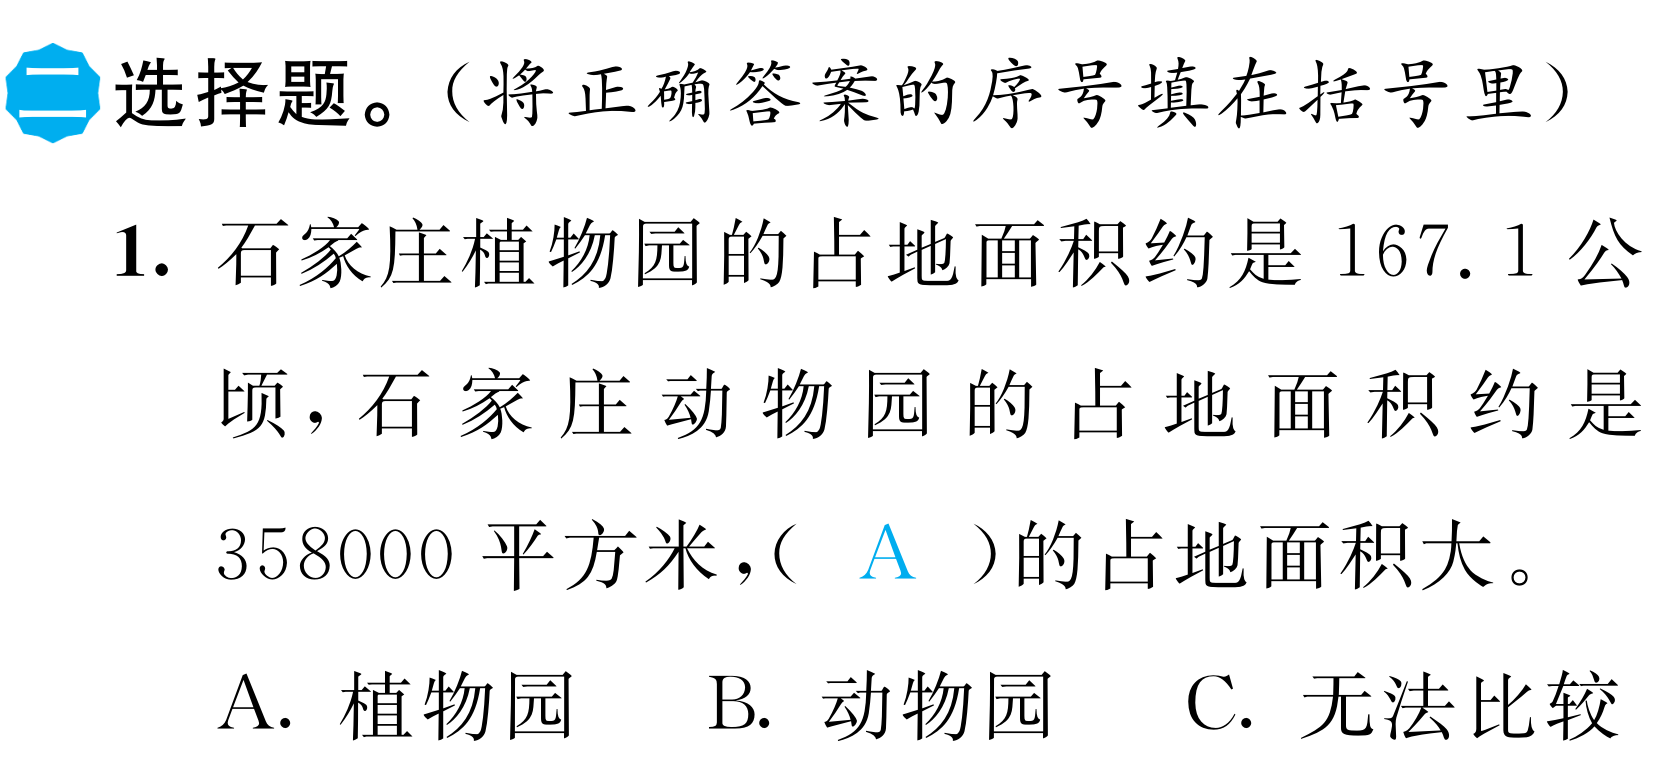 二 选择题。(将正确答案的序号填在括号里)
1. 石家庄植物园的占地面积约是 167.1 公
顷,石家庄动物园的占地面积约是
358000 平方米,( A )的占地面积大。
A. 植物园 B. 动物园 C. 无法比较